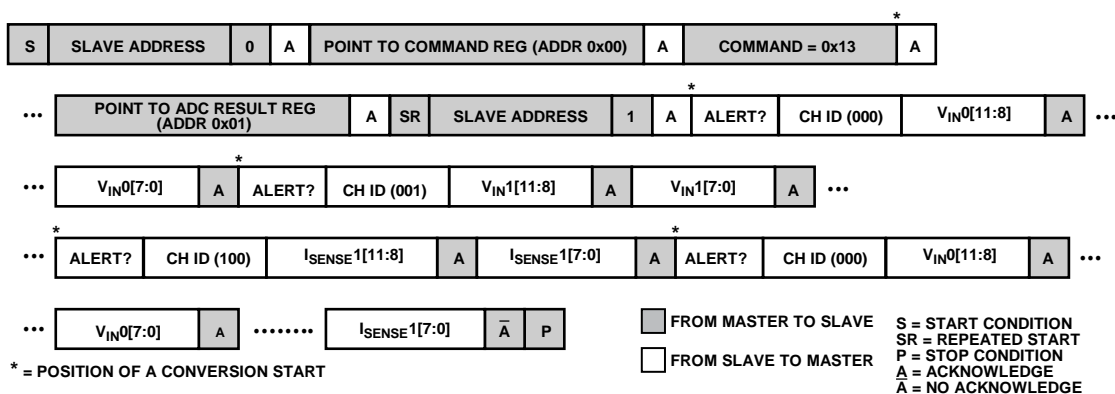 *
S SLAVE ADDRESS 0 A POINT TO COMMAND REG (ADDR 0x00) A COMMAND = 0x13 A
*
••• POINT TO ADC RESULT REG (ADDR 0x01) A SR SLAVE ADDRESS 1 A ALERT? CH ID (000) VIN0[11:8] A •••
*
••• VIN0[7:0] A ALERT? CH ID (001) VIN1[11:8] A VIN1[7:0] A •••
* *
••• ALERT? CH ID (100) ISENSE1[11:8] A ISENSE1[7:0] A ALERT? CH ID (000) VIN0[11:8] A •••
••• VIN0[7:0] A •••••••• ISENSE1[7:0] A̅ P
* = POSITION OF A CONVERSION START
FROM MASTER TO SLAVE
FROM SLAVE TO MASTER
S = START CONDITION
SR = REPEATED START
P = STOP CONDITION
A = ACKNOWLEDGE
A̅ = NO ACKNOWLEDGE